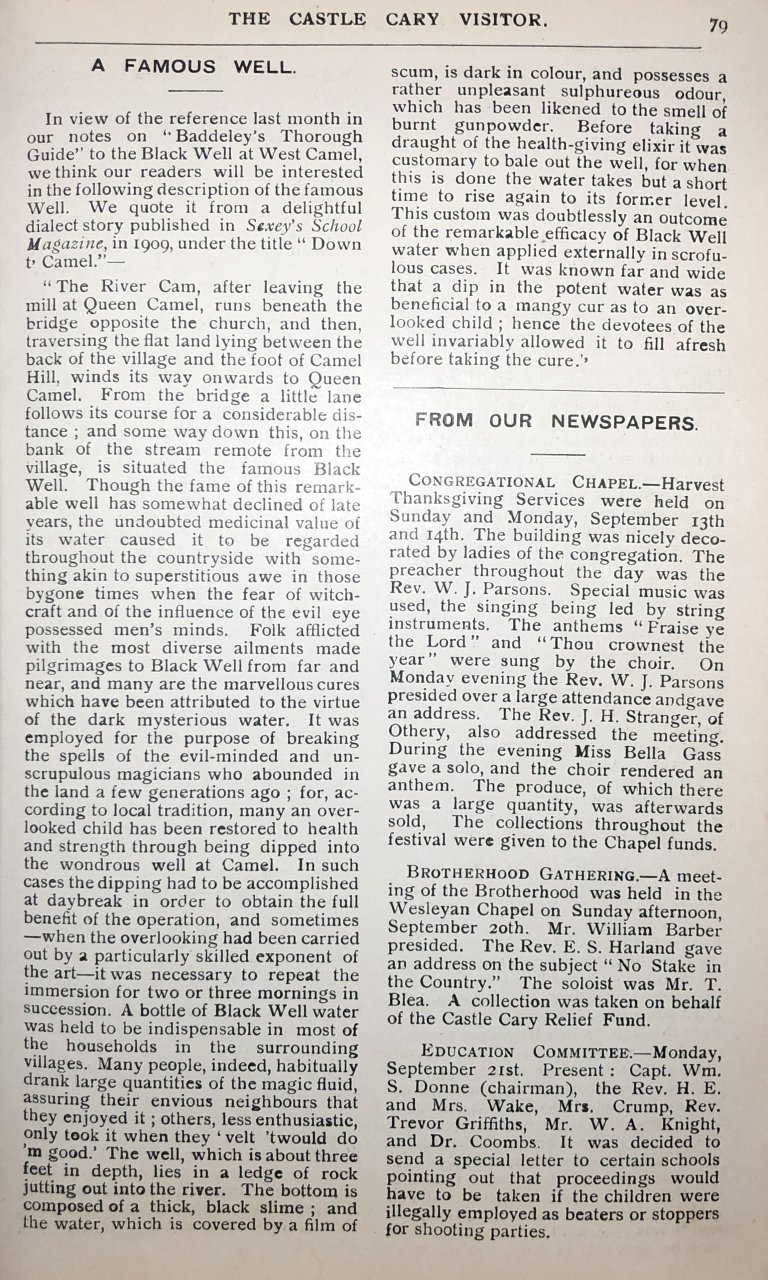 THE CASTLE CARY VISITOR.
79
A FAMOUS WELL.
In view of the reference last month in
our notes on "Baddeley's Thorough
Guide" to the Black Well at West Camel,
we think our readers will be interested
in the following description of the famous
Well. We quote it from a delightful
dialect story published in Sexey's School
Magazine, in 1909, under the title " Down
t' Camel."—
" The River Cam, after leaving the
mill at Queen Camel, runs beneath the
bridge opposite the church, and then,
traversing the flat land lying between the
back of the village and the foot of Camel
Hill, winds its way onwards to Queen
Camel. From the bridge a little lane
follows its course for a considerable dis-
tance ; and some way down this, on the
bank of the stream remote from the
village, is situated the famous Black
Well. Though the fame of this remark-
able well has somewhat declined of late
years, the undoubted medicinal value of
its water caused it to be regarded
throughout the countryside with some-
thing akin to superstitious awe in those
bygone times when the fear of witch-
craft and of the influence of the evil eye
possessed men's minds. Folk afflicted
with the most diverse ailments made
pilgrimages to Black Well from far and
near, and many are the marvellous cures
which have been attributed to the virtue
of the dark mysterious water. It was
employed for the purpose of breaking
the spells of the evil-minded and un-
scrupulous magicians who abounded in
the land a few generations ago ; for, ac-
cording to local tradition, many an over-
looked child has been restored to health
and strength through being dipped into
the wondrous well at Camel. In such
cases the dipping had to be accomplished
at daybreak in order to obtain the full
benefit of the operation, and sometimes
—when the overlooking had been carried
out by a particularly skilled exponent of
the art—it was necessary to repeat the
immersion for two or three mornings in
succession. A bottle of Black Well water
was held to be indispensable in most of
the households in the surrounding
villages. Many people, indeed, habitually
drank large quantities of the magic fluid,
assuring their envious neighbours that
they enjoyed it ; others, less enthusiastic,
only took it when they ' velt 'twould do
'm good.' The well, which is about three
feet in depth, lies in a ledge of rock
jutting out into the river. The bottom is
composed of a thick, black slime ; and
the water, which is covered by a film of
scum, is dark in colour, and possesses a
rather unpleasant sulphureous odour,
which has been likened to the smell of
burnt gunpowder. Before taking a
draught of the health-giving elixir it was
customary to bale out the well, for when
this is done the water takes but a short
time to rise again to its former level.
This custom was doubtlessly an outcome
of the remarkable efficacy of Black Well
water when applied externally in scrofu-
lous cases. It was known far and wide
that a dip in the potent water was as
beneficial to a mangy cur as to an over-
looked child ; hence the devotees of the
well invariably allowed it to fill afresh
before taking the cure.'’
FROM OUR NEWSPAPERS.
CONGREGATIONAL CHAPEL.—Harvest
Thanksgiving Services were held on
Sunday and Monday, September 13th
and 14th. The building was nicely deco-
rated by ladies of the congregation. The
preacher throughout the day was the
Rev. W. J. Parsons. Special music was
used, the singing being led by string
instruments. The anthems "Praise ye
the Lord" and "Thou crownest the
year" were sung by the choir. On
Monday evening the Rev. W. J. Parsons
presided over a large attendance andgave
an address. The Rev. J. H. Stranger, of
Othery, also addressed the meeting.
During the evening Miss Bella Gass
gave a solo, and the choir rendered an
anthem. The produce, of which there
was a large quantity, was afterwards
sold, The collections throughout the
festival were given to the Chapel funds.
BROTHERHOOD GATHERING.—A meet-
ing of the Brotherhood was held in the
Wesleyan Chapel on Sunday afternoon,
September 20th. Mr. William Barber
presided. The Rev. E. S. Harland gave
an address on the subject " No Stake in
the Country." The soloist was Mr. T.
Blea. A collection was taken on behalf
of the Castle Cary Relief Fund.
EDUCATION COMMITTEE.—Monday,
September 21st. Present : Capt. Wm.
S. Donne (chairman), the Rev. H. E.
and Mrs. Wake, Mrs. Crump, Rev.
Trevor Griffiths, Mr. W. A. Knight,
and Dr. Coombs. It was decided to
send a special letter to certain schools
pointing out that proceedings would
have to be taken if the children were
illegally employed as beaters or stoppers
for shooting parties.